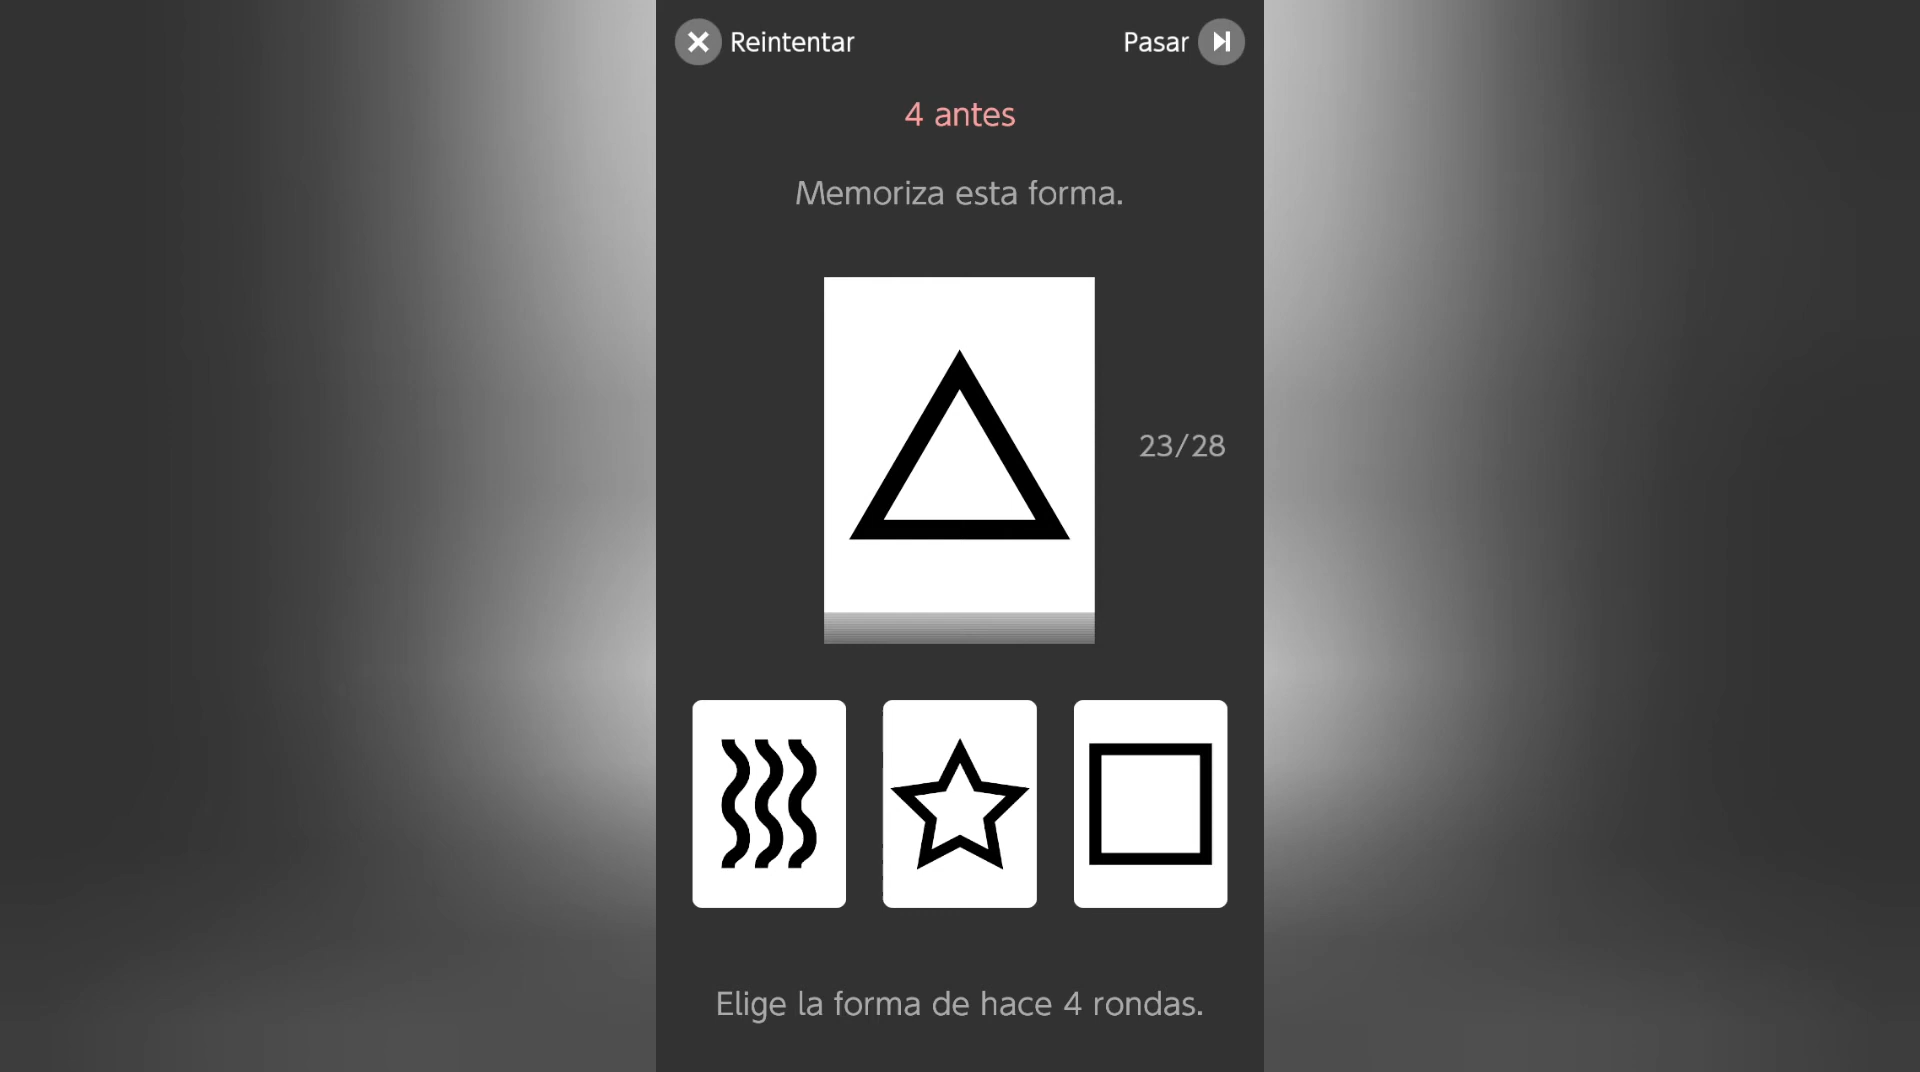 Reintentar
Pasar
4 antes
Memoriza esta forma.
23/28
Elige la forma de hace 4 rondas.